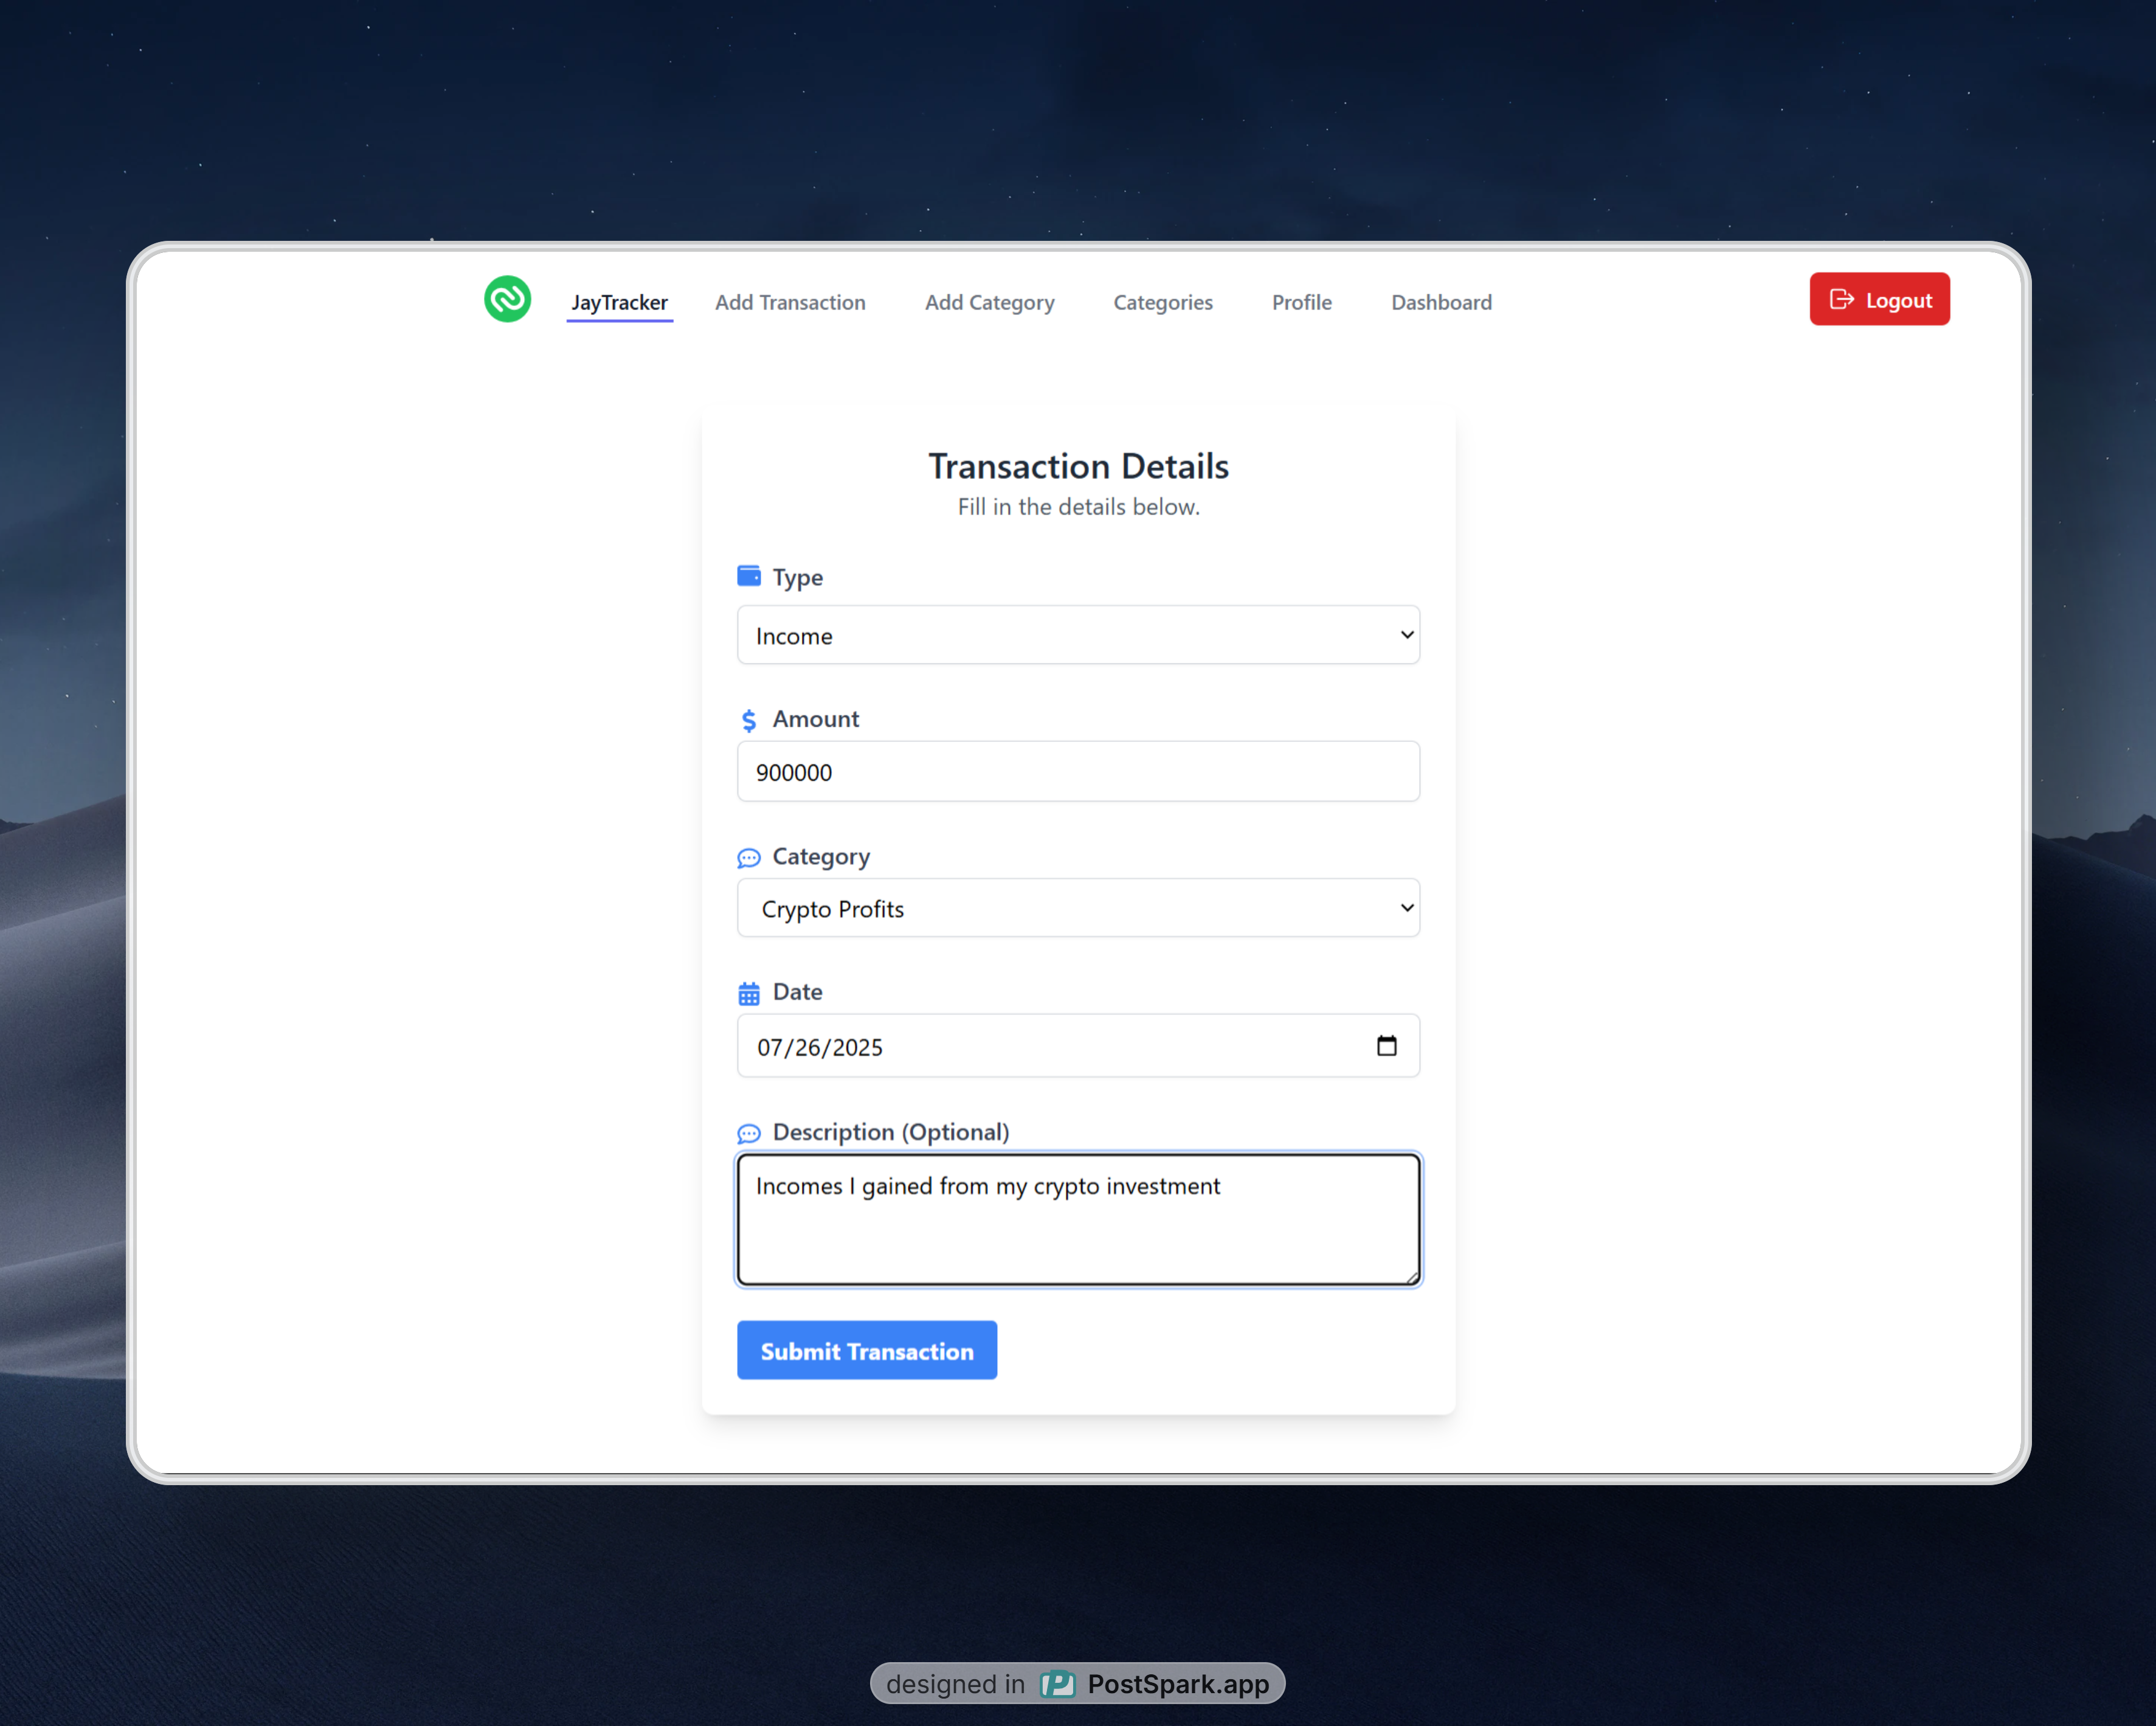 JayTracker Add Transaction Add Category Categories Profile Dashboard Logout
Transaction Details
Fill in the details below.
Type
Income
$ Amount
900000
Category
Crypto Profits
Date
07/26/2025
Description (Optional)
Incomes I gained from my crypto investment
Submit Transaction
designed in P PostSpark.app